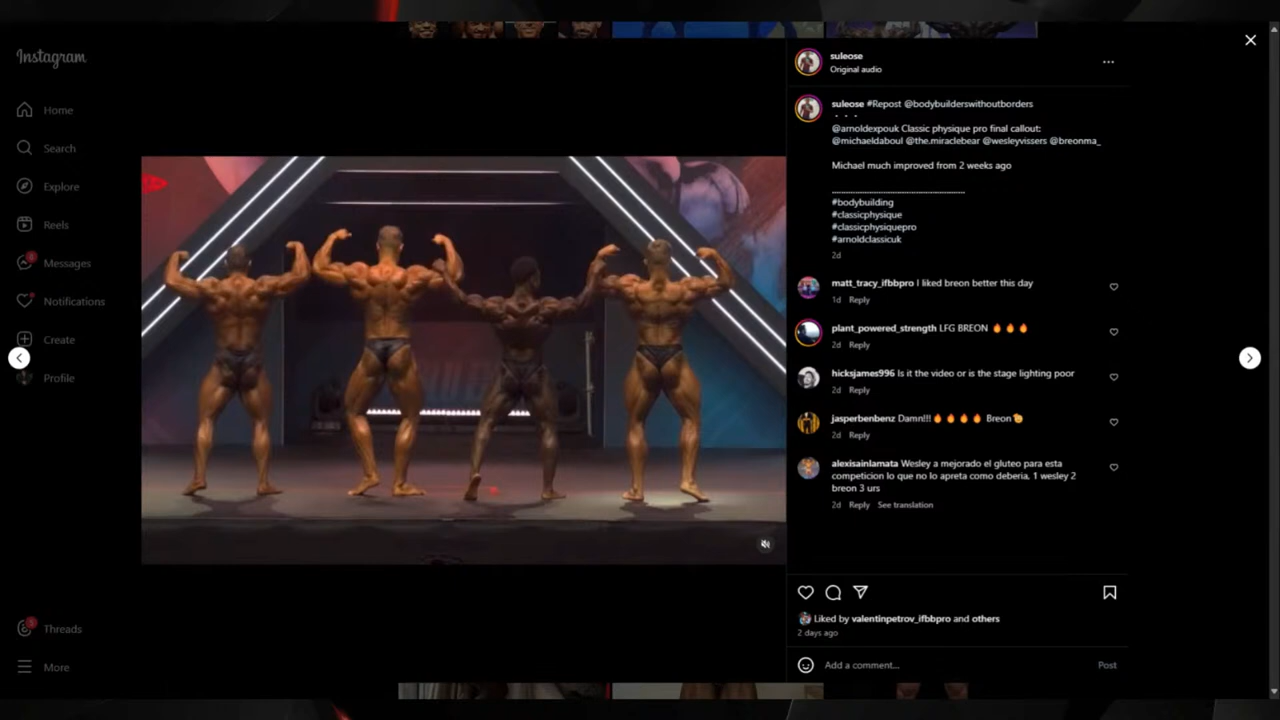 Instagram
Home
Search
Explore
Reels
Messages
Notifications
Create
Profile
Threads
More
suleose
Original audio
suleose #Repost @bodybuilderswithoutborders
- - -
@arnoldexpouk Classic physique pro final callout:
@michaeldaboul @the.miraclebear @wesleyvissers @breonma_
Michael much improved from 2 weeks ago
#bodybuilding
#classicphysique
#classicphysiquepro
#arnoldclassicuk
2d
matt_tracy_ifbbpro I liked breon better this day
1d Reply
plant_powered_strength LFG BREON 🔥🔥🔥
2d Reply
hicksjames996 Is it the video or is the stage lighting poor
2d Reply
jasperbenbenz Damn!!!🔥🔥🔥🔥 Breon
2d Reply
alexisainlamata Wesley a mejorado el gluteo para esta
competicion lo que no lo apreta como deberia, 1 wesley 2
breon 3 urs
2d Reply See translation
Liked by valentinpetrov_ifbbpro and others
2 days ago
Add a comment...
Post